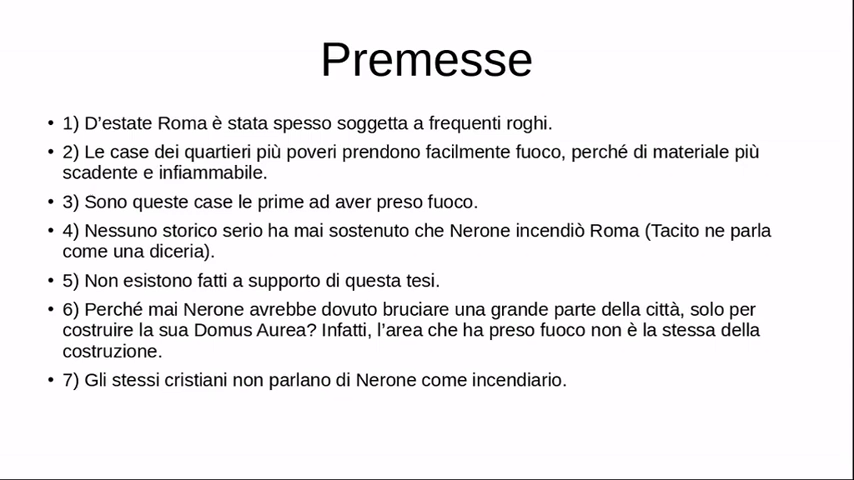 Premesse
• 1) D'estate Roma è stata spesso soggetta a frequenti roghi.
• 2) Le case dei quartieri più poveri prendono facilmente fuoco, perché di materiale più
scadente e infiammabile.
• 3) Sono queste case le prime ad aver preso fuoco.
• 4) Nessuno storico serio ha mai sostenuto che Nerone incendiò Roma (Tacito ne parla
come una diceria).
• 5) Non esistono fatti a supporto di questa tesi.
• 6) Perché mai Nerone avrebbe dovuto bruciare una grande parte della città, solo per
costruire la sua Domus Aurea? Infatti, l'area che ha preso fuoco non è la stessa della
costruzione.
• 7) Gli stessi cristiani non parlano di Nerone come incendiario.